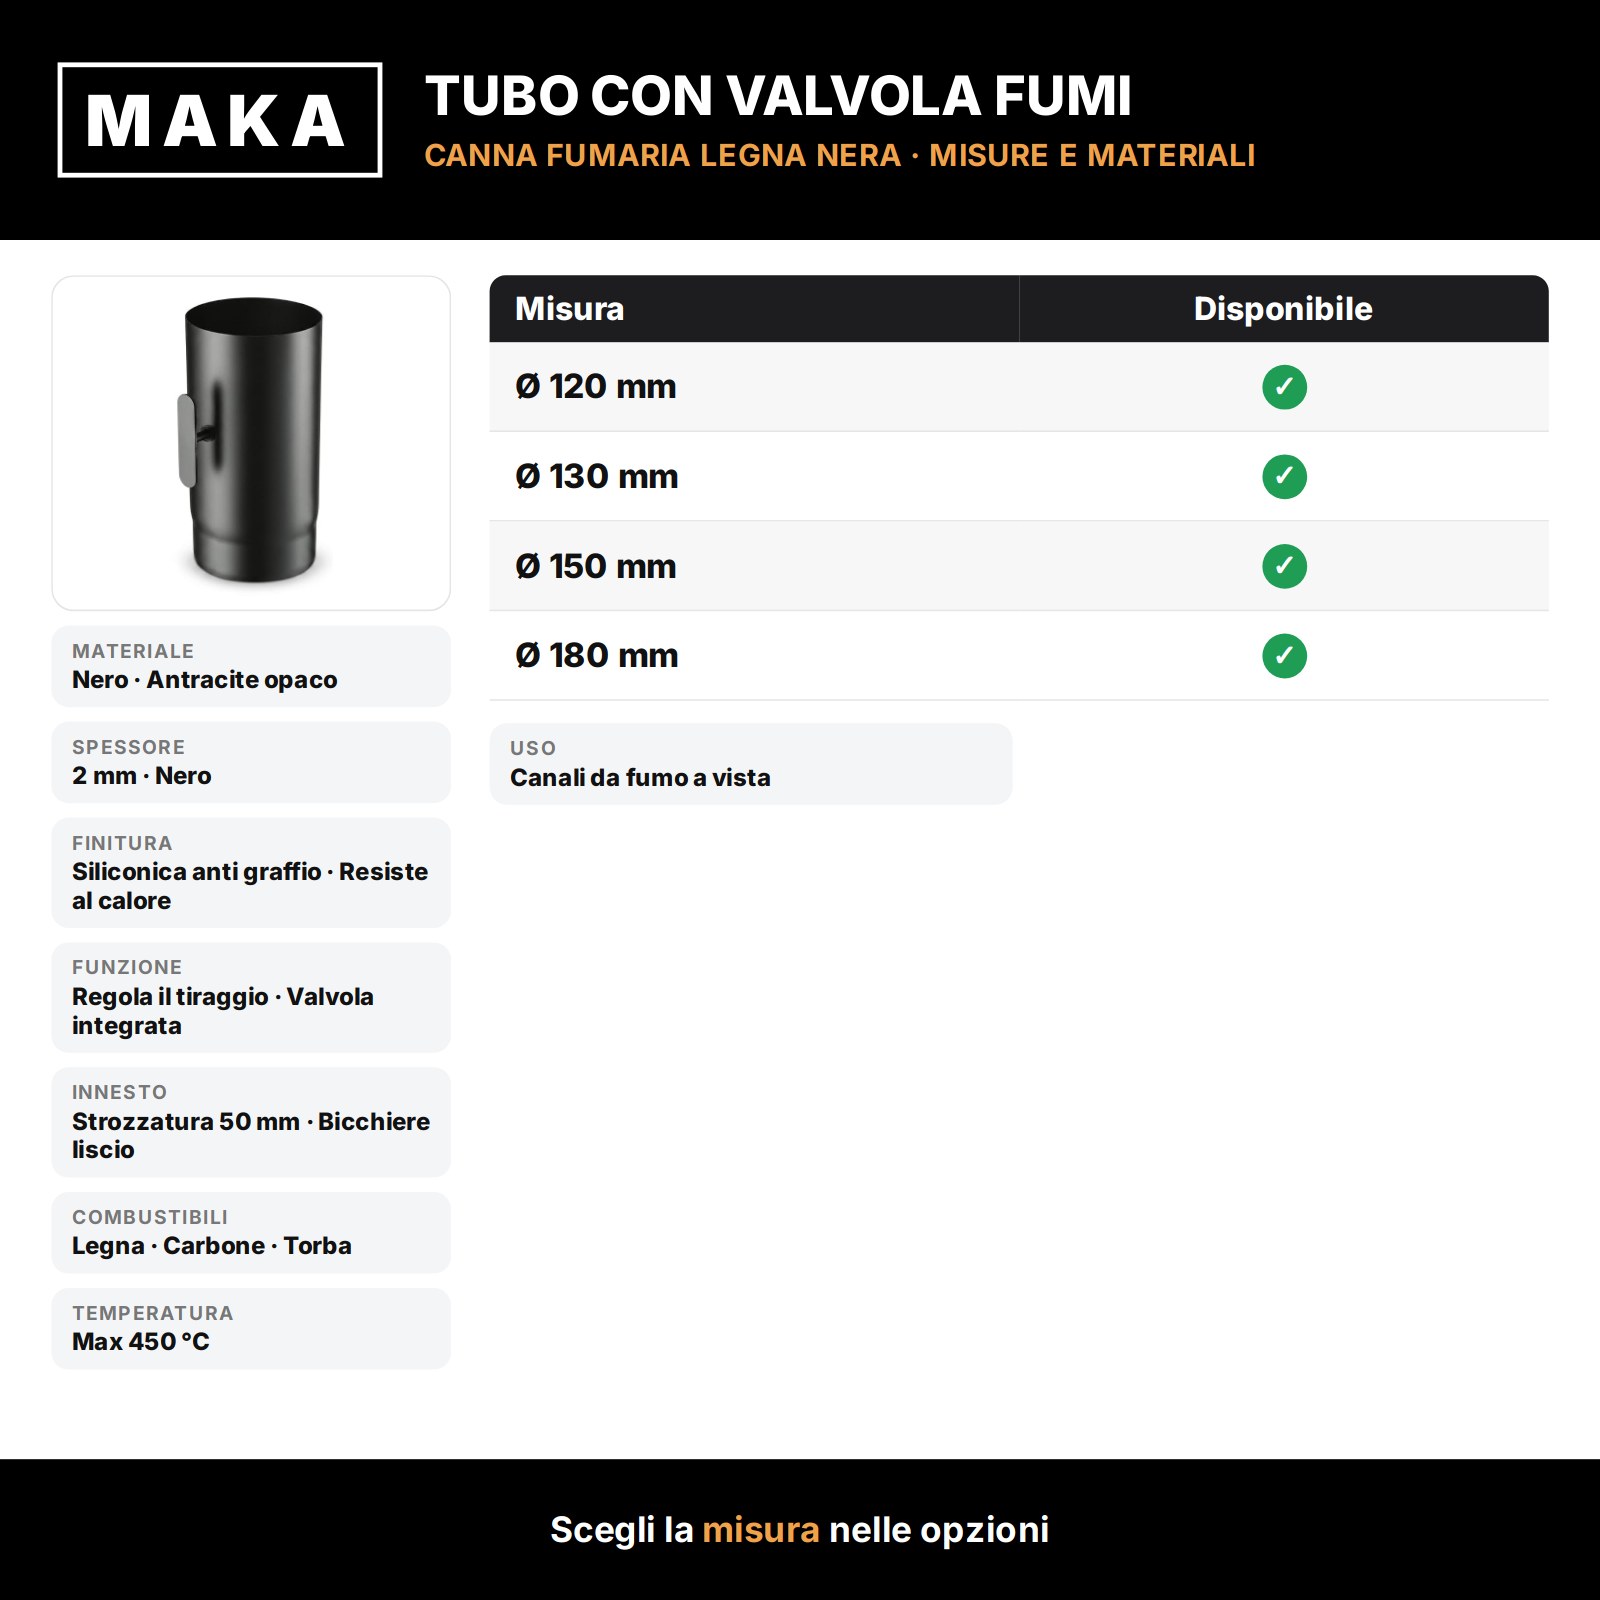 MAKA
TUBO CON VALVOLA FUMI
CANNA FUMARIA LEGNA NERA · MISURE E MATERIALI
MATERIALE
Nero · Antracite opaco
SPESSORE
2 mm · Nero
FINITURA
Siliconica anti graffio · Resiste
al calore
FUNZIONE
Regola il tiraggio · Valvola
integrata
INNESTO
Strozzatura 50 mm · Bicchiere
liscio
COMBUSTIBILI
Legna · Carbone · Torba
TEMPERATURA
Max 450 °C
Misura Disponibile
Ø 120 mm ✓
Ø 130 mm ✓
Ø 150 mm ✓
Ø 180 mm ✓
USO
Canali da fumo a vista
Scegli la misura nelle opzioni